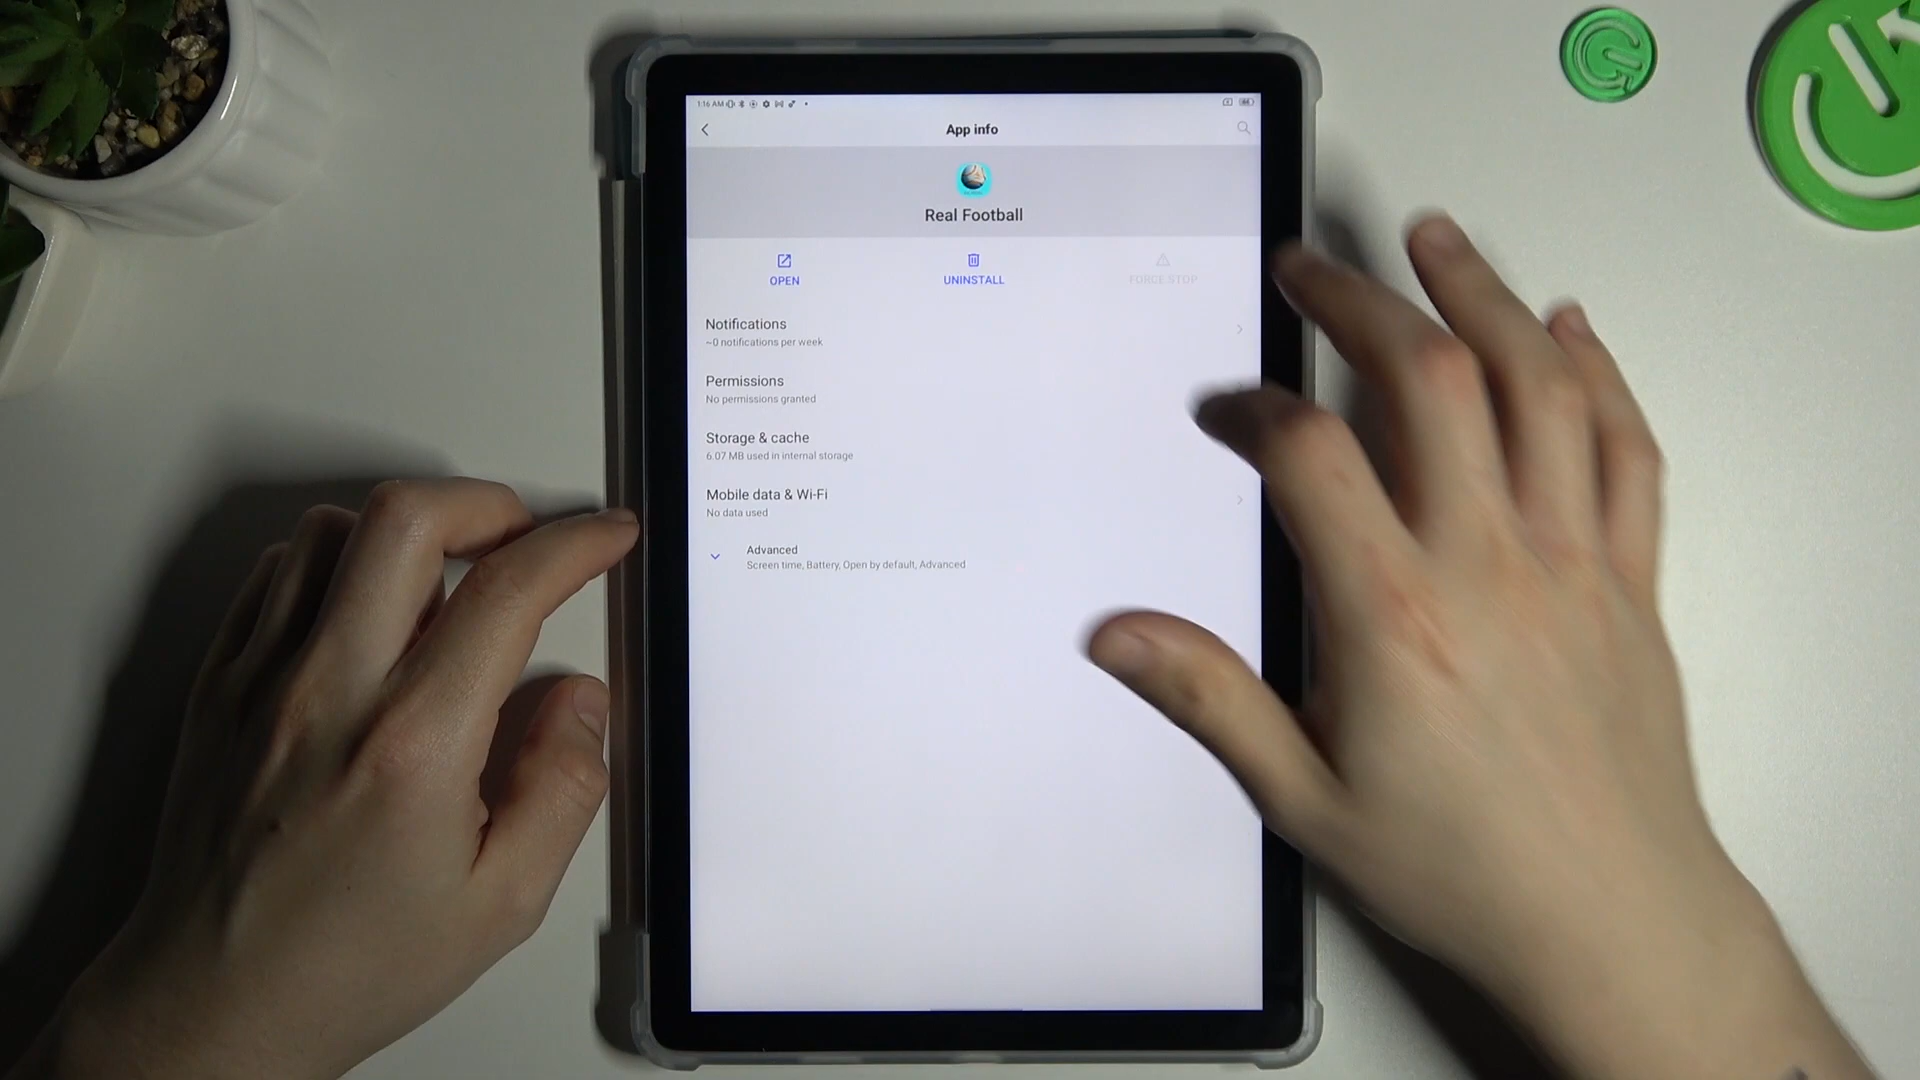 1:16 AM
App info
Real Football
OPEN
UNINSTALL
FORCE STOP
Notifications
~0 notifications per week
Permissions
No permissions granted
Storage & cache
6.07 MB used in internal storage
Mobile data & Wi-Fi
No data used
Advanced
Screen time, Battery, Open by default, Advanced